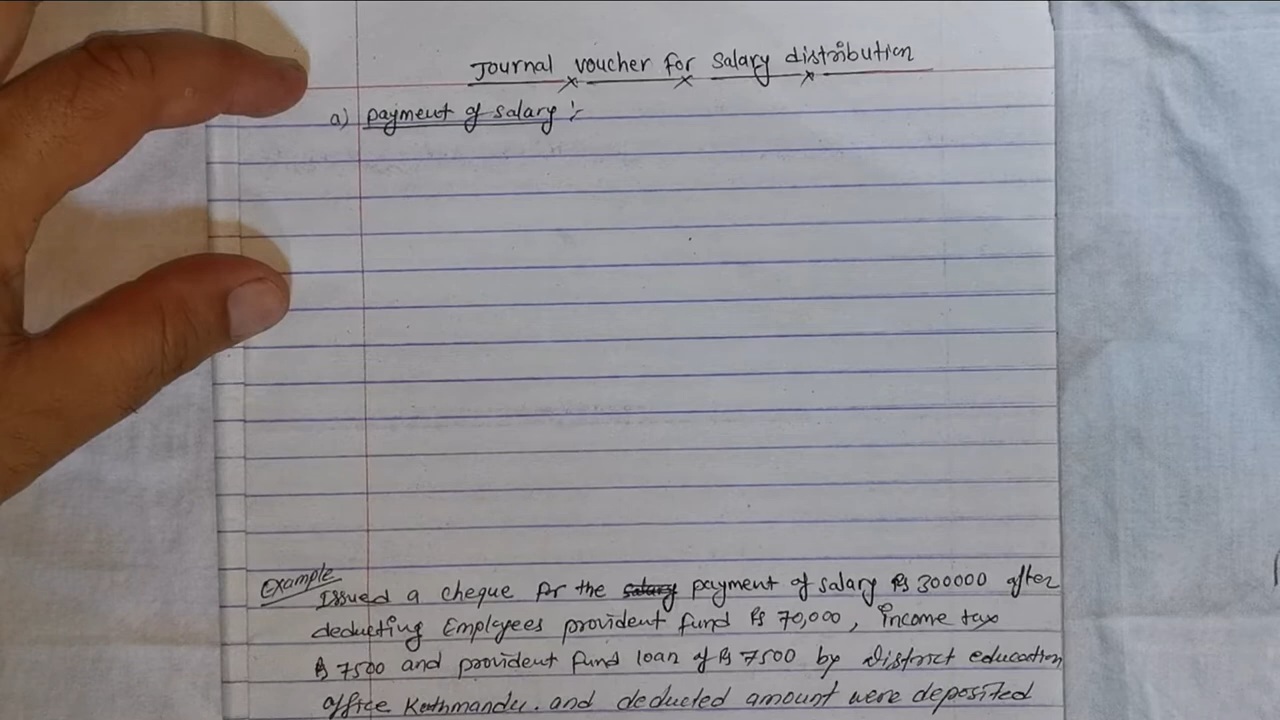 Journal voucher for salary distribution
a) payment of salary :-
Example
Issued a cheque for the salary payment of salary Rs 300000 after
deducting Employees provident fund Rs 70,000, income tax
Rs 7500 and provident fund loan of Rs 7500 by District education
office Kathmandu. and deducted amount were deposited